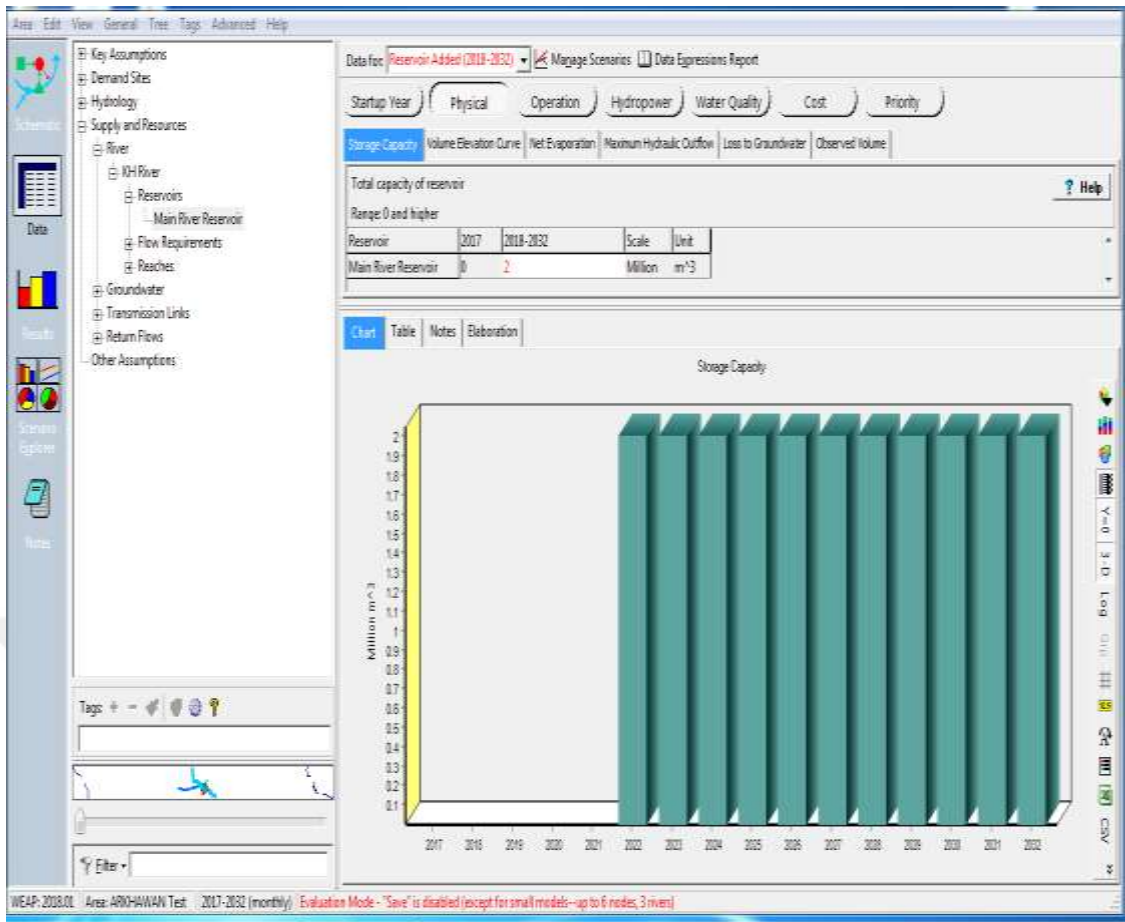 Area Edit View General Tree Tags Advanced Help
Schematic
Data
Results
Scenario Explorer
Notes
Key Assumptions
Demand Sites
Hydrology
Supply and Resources
River
KH River
Reservoirs
Main River Reservoir
Flow Requirements
Reaches
Groundwater
Transmission Links
Return Flows
Other Assumptions
Tags:
Filter
Data for: Reservoir Added (2018-2032) Manage Scenarios Data Expressions Report
Startup Year Physical Operation Hydropower Water Quality Cost Priority
Storage Capacity Volume Elevation Curve Net Evaporation Maximum Hydraulic Outflow Loss to Groundwater Observed Volume
Total capacity of reservoir
? Help
Range: 0 and higher
Reservoir 2017 2018-2032 Scale Unit
Main River Reservoir 0 2 Million m^3
Chart Table Notes Elaboration
Storage Capacity
Million m^3
2
1.9
1.8
1.7
1.6
1.5
1.4
1.3
1.2
1.1
1
0.9
0.8
0.7
0.6
0.5
0.4
0.3
0.2
0.1
2017 2018 2019 2020 2021 2022 2023 2024 2025 2026 2027 2028 2029 2030 2031 2032
Y=0
3-D
Log
CSV
WEAP: 2018.01 Area: ARKHAWAN Test 2017-2032 (monthly) Evaluation Mode - "Save" is disabled (except for small models--up to 6 nodes, 3 rivers)